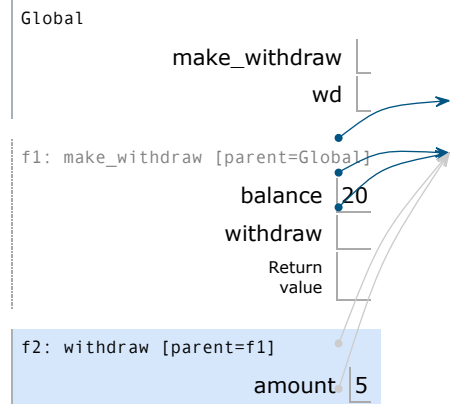 Global
make_withdraw
wd
f1: make_withdraw [parent=Global]
balance 20
withdraw
Return
value
f2: withdraw [parent=f1]
amount 5